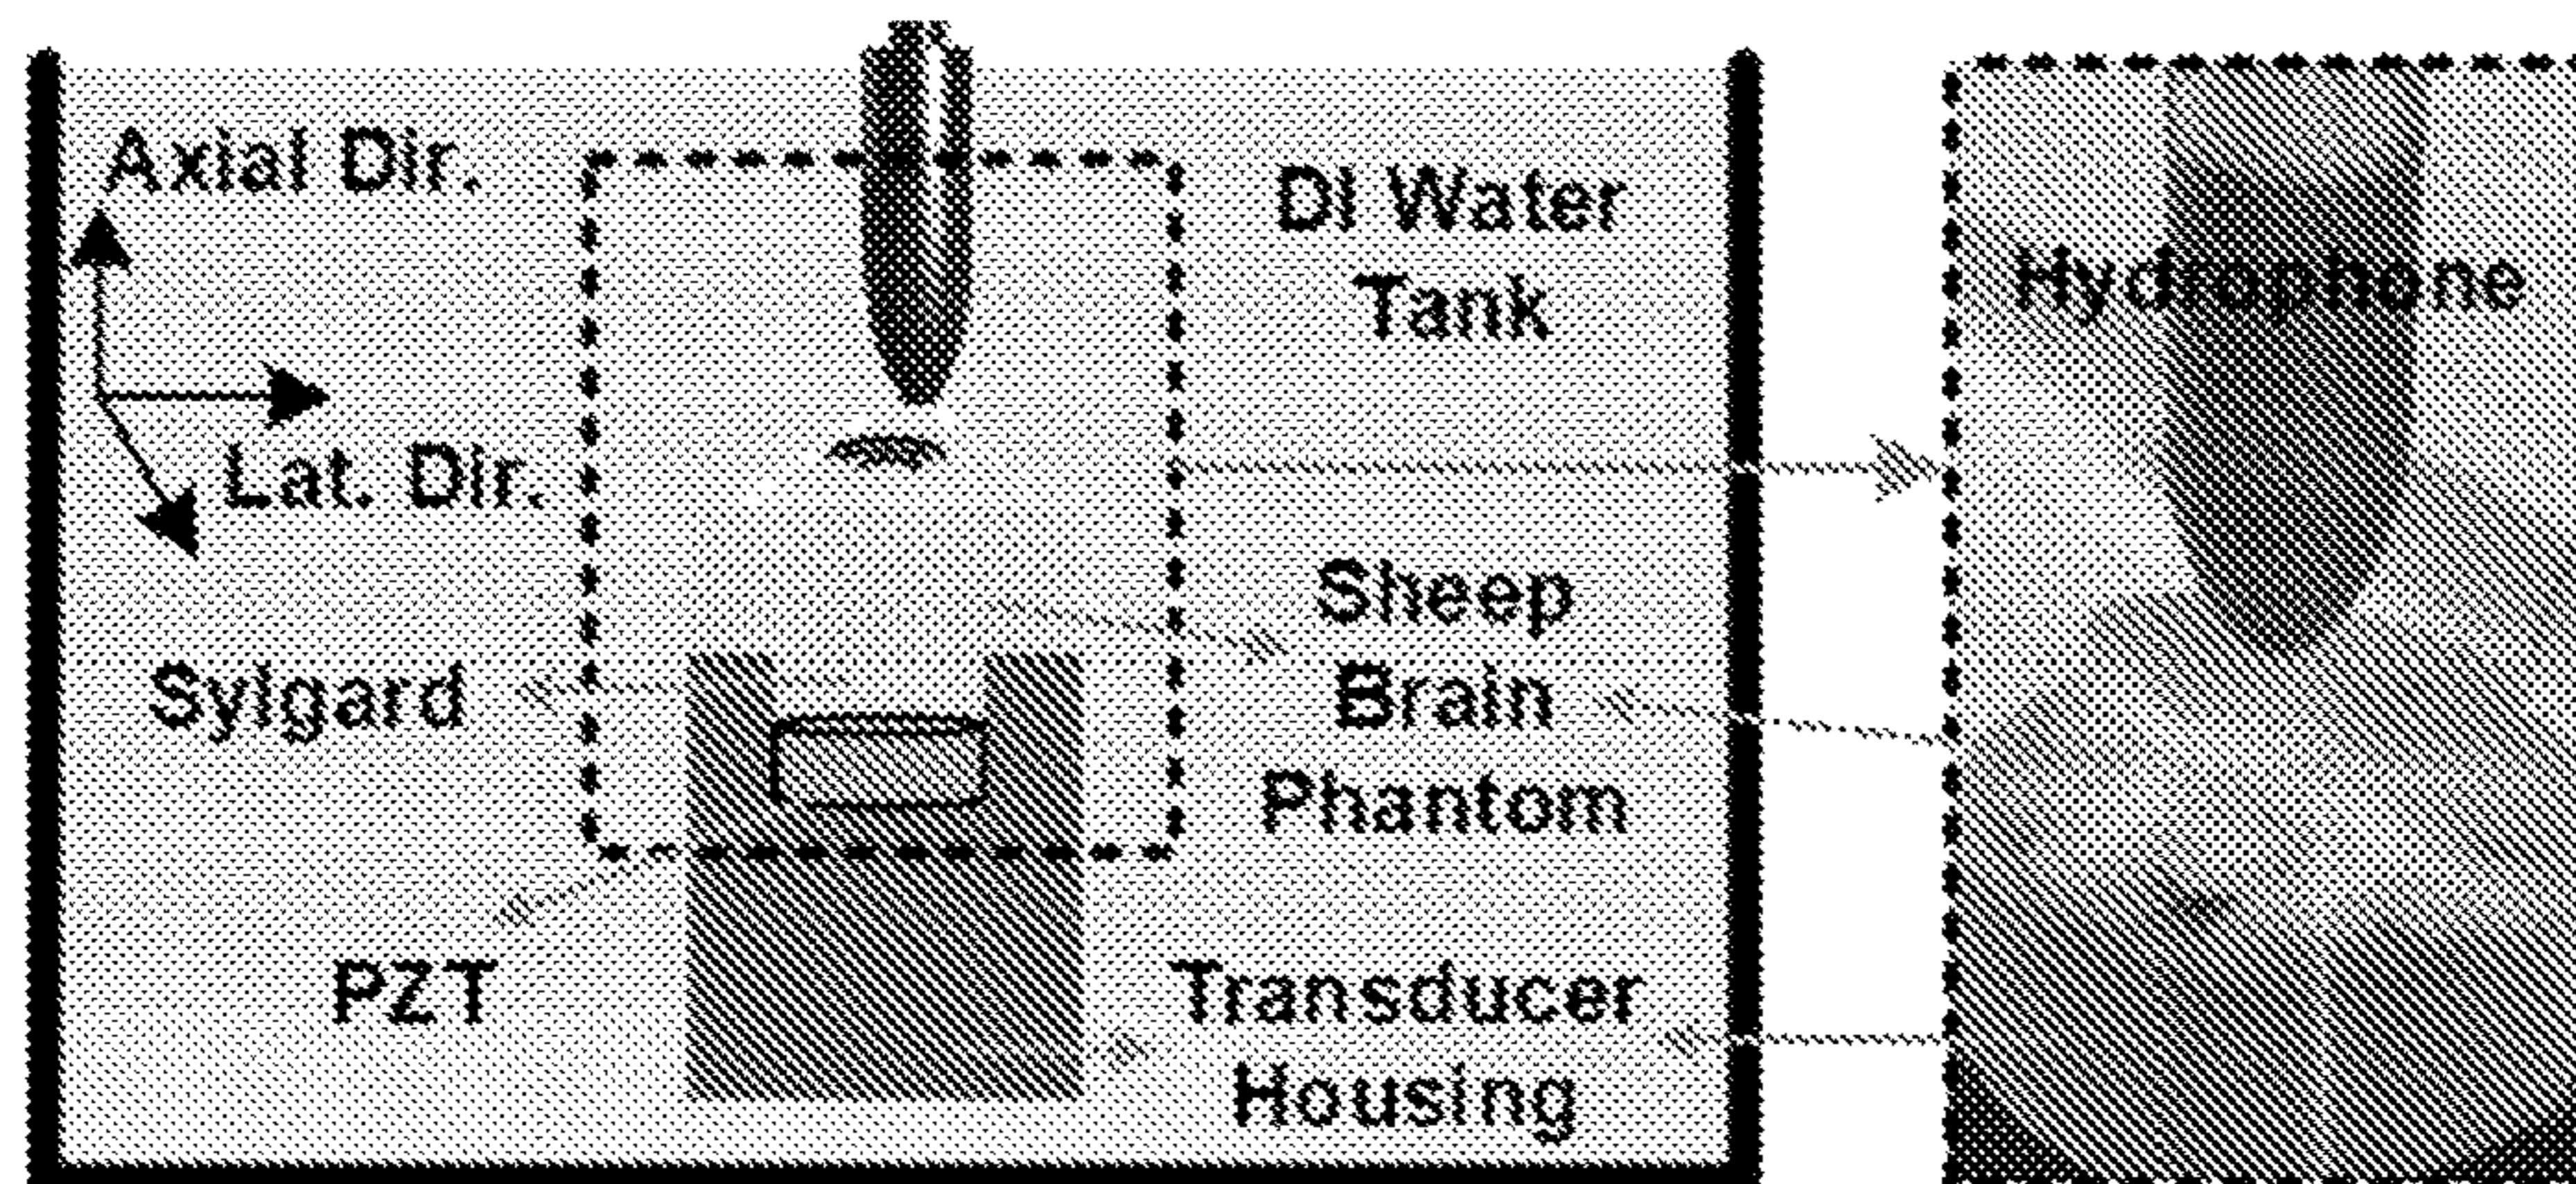 Axial Dir.
DI Water
Tank
Hydrophone
Lat. Dir.
Sheep
Brain
Phantom
Sylgard
PZT
Transducer
Housing